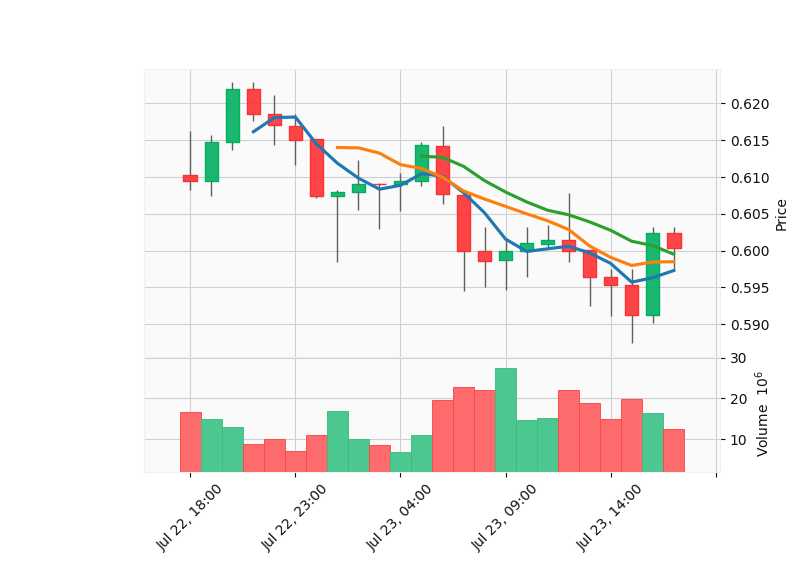 0.620
0.615
0.610
0.605
0.600
0.595
0.590
Price
30
20
10
Volume 10^6
Jul 22, 18:00
Jul 22, 23:00
Jul 23, 04:00
Jul 23, 09:00
Jul 23, 14:00